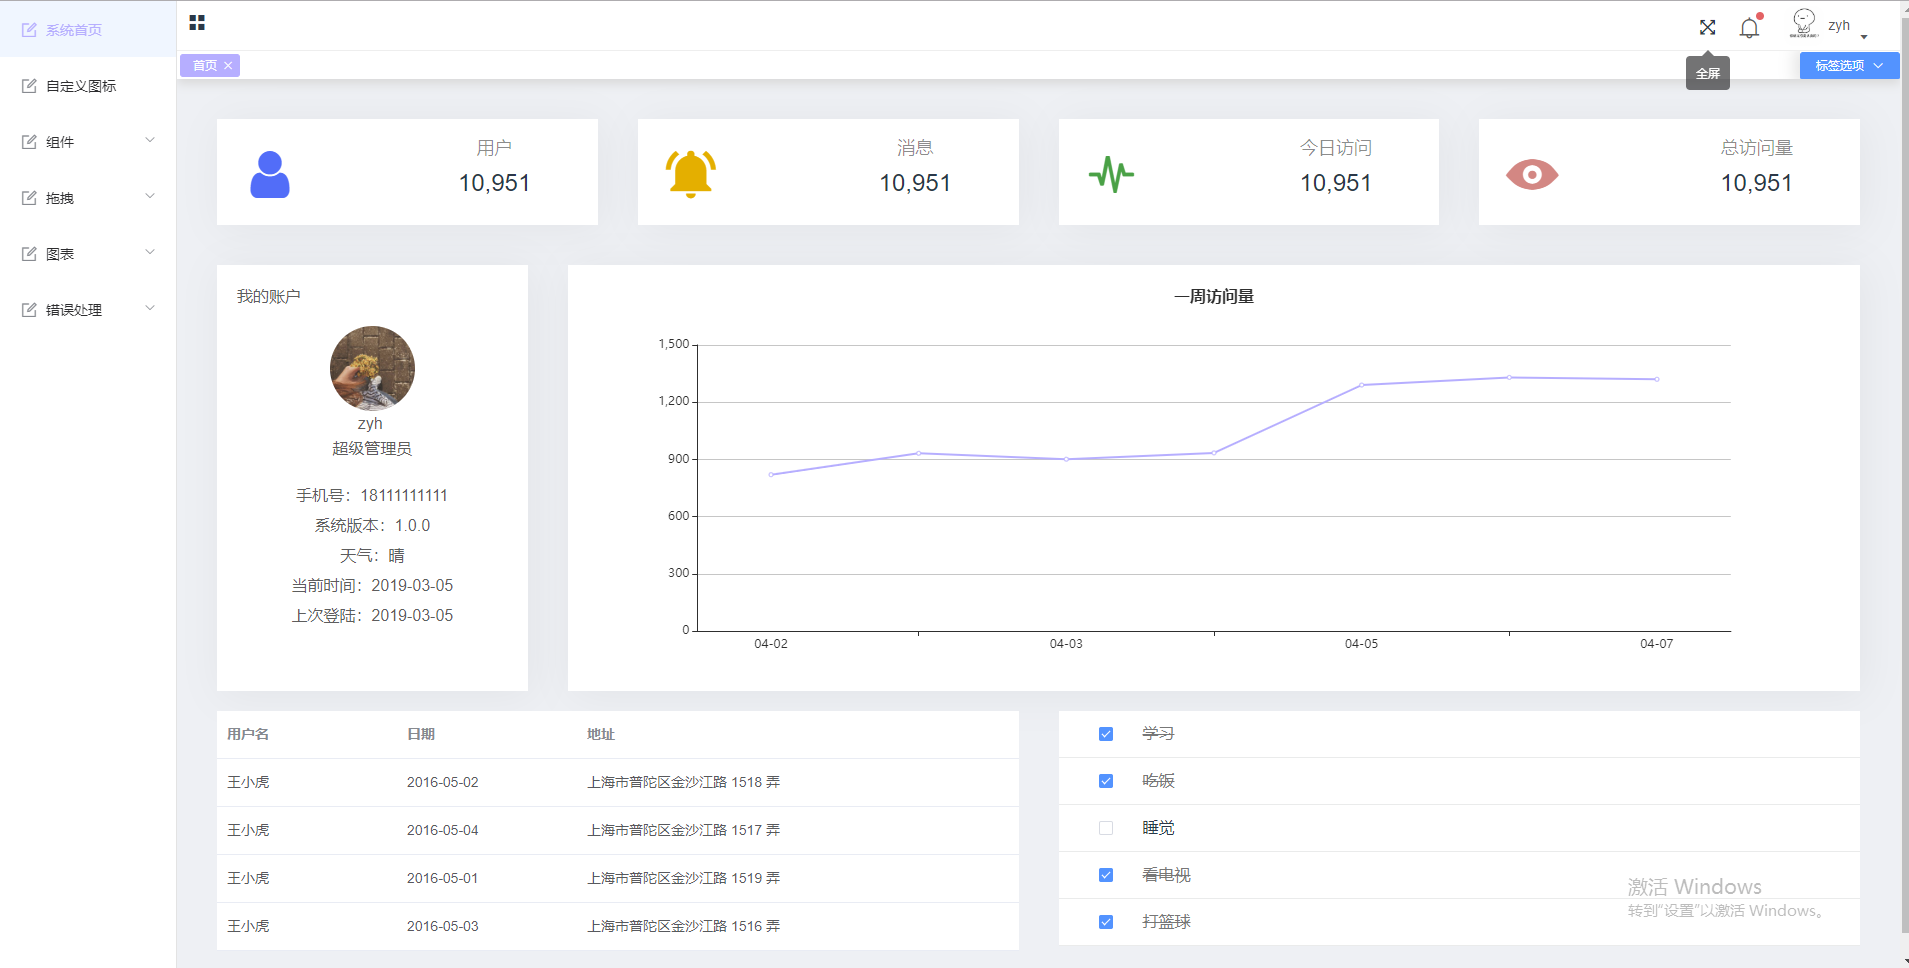 系统首页
自定义图标
组件
拖拽
图表
错误处理
zyh
首页
全屏
标签选项
用户
10,951
消息
10,951
今日访问
10,951
总访问量
10,951
我的账户
zyh
超级管理员
手机号：18111111111
系统版本：1.0.0
天气：晴
当前时间：2019-03-05
上次登陆：2019-03-05
一周访问量
1,500
1,200
900
600
300
0
04-02 04-03 04-05 04-07
用户名 日期 地址
王小虎 2016-05-02 上海市普陀区金沙江路 1518 弄
王小虎 2016-05-04 上海市普陀区金沙江路 1517 弄
王小虎 2016-05-01 上海市普陀区金沙江路 1519 弄
王小虎 2016-05-03 上海市普陀区金沙江路 1516 弄
学习
吃饭
睡觉
看电视
打篮球
激活 Windows
转到“设置”以激活 Windows。